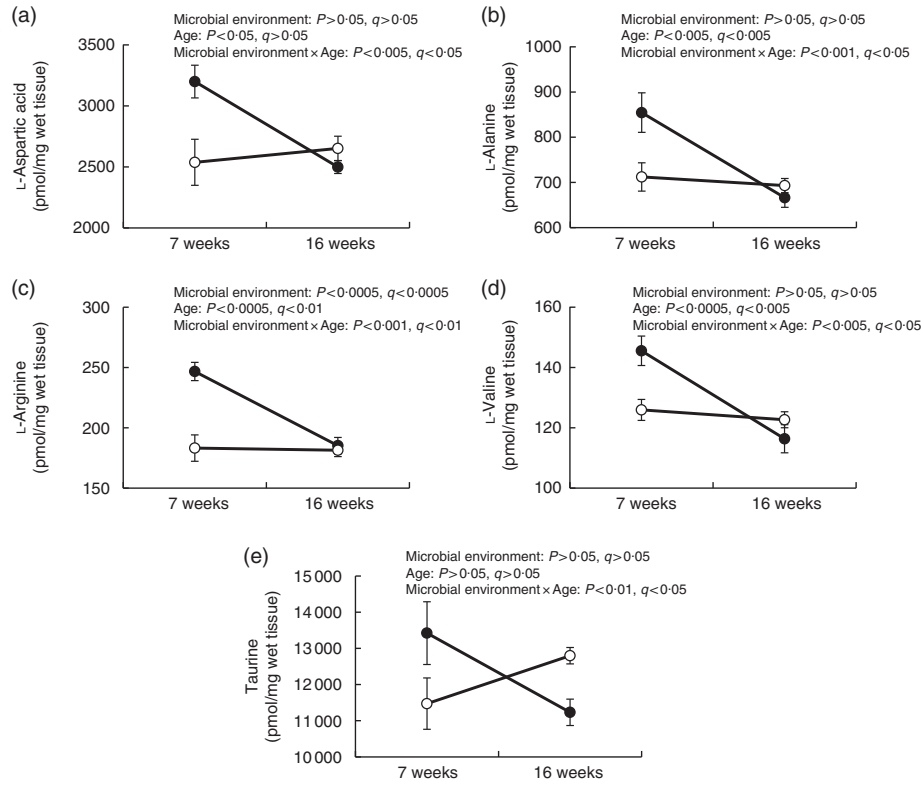 (a)
Microbial environment: P>0·05, q>0·05
Age: P<0·05, q>0·05
Microbial environment×Age: P<0·005, q<0·05
3500
3000
2500
2000
L-Aspartic acid
(pmol/mg wet tissue)
7 weeks
16 weeks
(b)
Microbial environment: P>0·05, q>0·05
Age: P<0·005, q<0·005
Microbial environment×Age: P<0·001, q<0·05
1000
900
800
700
600
L-Alanine
(pmol/mg wet tissue)
7 weeks
16 weeks
(c)
Microbial environment: P<0·0005, q<0·0005
Age: P<0·0005, q<0·01
Microbial environment×Age: P<0·001, q<0·01
300
250
200
150
L-Arginine
(pmol/mg wet tissue)
7 weeks
16 weeks
(d)
Microbial environment: P>0·05, q>0·05
Age: P<0·0005, q<0·005
Microbial environment×Age: P<0·005, q<0·05
160
140
120
100
L-Valine
(pmol/mg wet tissue)
7 weeks
16 weeks
(e)
Microbial environment: P>0·05, q>0·05
Age: P>0·05, q>0·05
Microbial environment×Age: P<0·01, q<0·05
15 000
14 000
13 000
12 000
11 000
10 000
Taurine
(pmol/mg wet tissue)
7 weeks
16 weeks